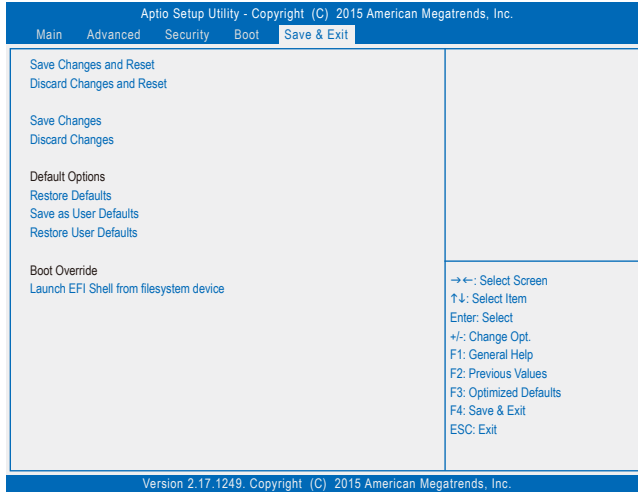 Aptio Setup Utility - Copyright (C) 2015 American Megatrends, Inc.
Main Advanced Security Boot Save & Exit
Save Changes and Reset
Discard Changes and Reset
Save Changes
Discard Changes
Default Options
Restore Defaults
Save as User Defaults
Restore User Defaults
Boot Override
Launch EFI Shell from filesystem device
→←: Select Screen
↑↓: Select Item
Enter: Select
+/-: Change Opt.
F1: General Help
F2: Previous Values
F3: Optimized Defaults
F4: Save & Exit
ESC: Exit
Version 2.17.1249. Copyright (C) 2015 American Megatrends, Inc.